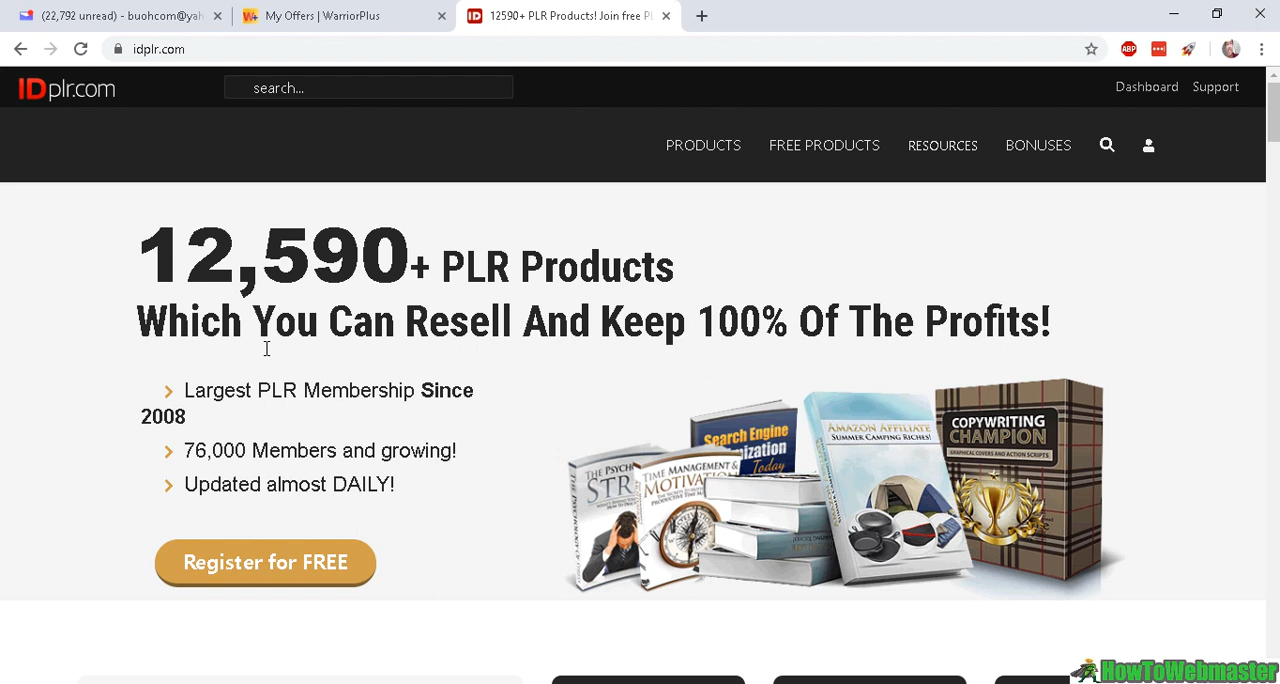 (22,792 unread) - buohcom@yah
My Offers | WarriorPlus
12590+ PLR Products! Join free PL
idplr.com
ABP
IDplr.com
search...
Dashboard
Support
PRODUCTS
FREE PRODUCTS
RESOURCES
BONUSES
12,590+ PLR Products
Which You Can Resell And Keep 100% Of The Profits!
Largest PLR Membership Since
2008
76,000 Members and growing!
Updated almost DAILY!
Register for FREE
THE PSYCH
STR
TIME MANAGEMENT &
MOTIVA
Search Engine
Today
AMAZON AFFILIATE
SUMMER CAMPING RICHES!
COPYWRITING
CHAMPION
GRAPHICAL COVERS AND ACTION SCRIPTS
HowToWebmaster